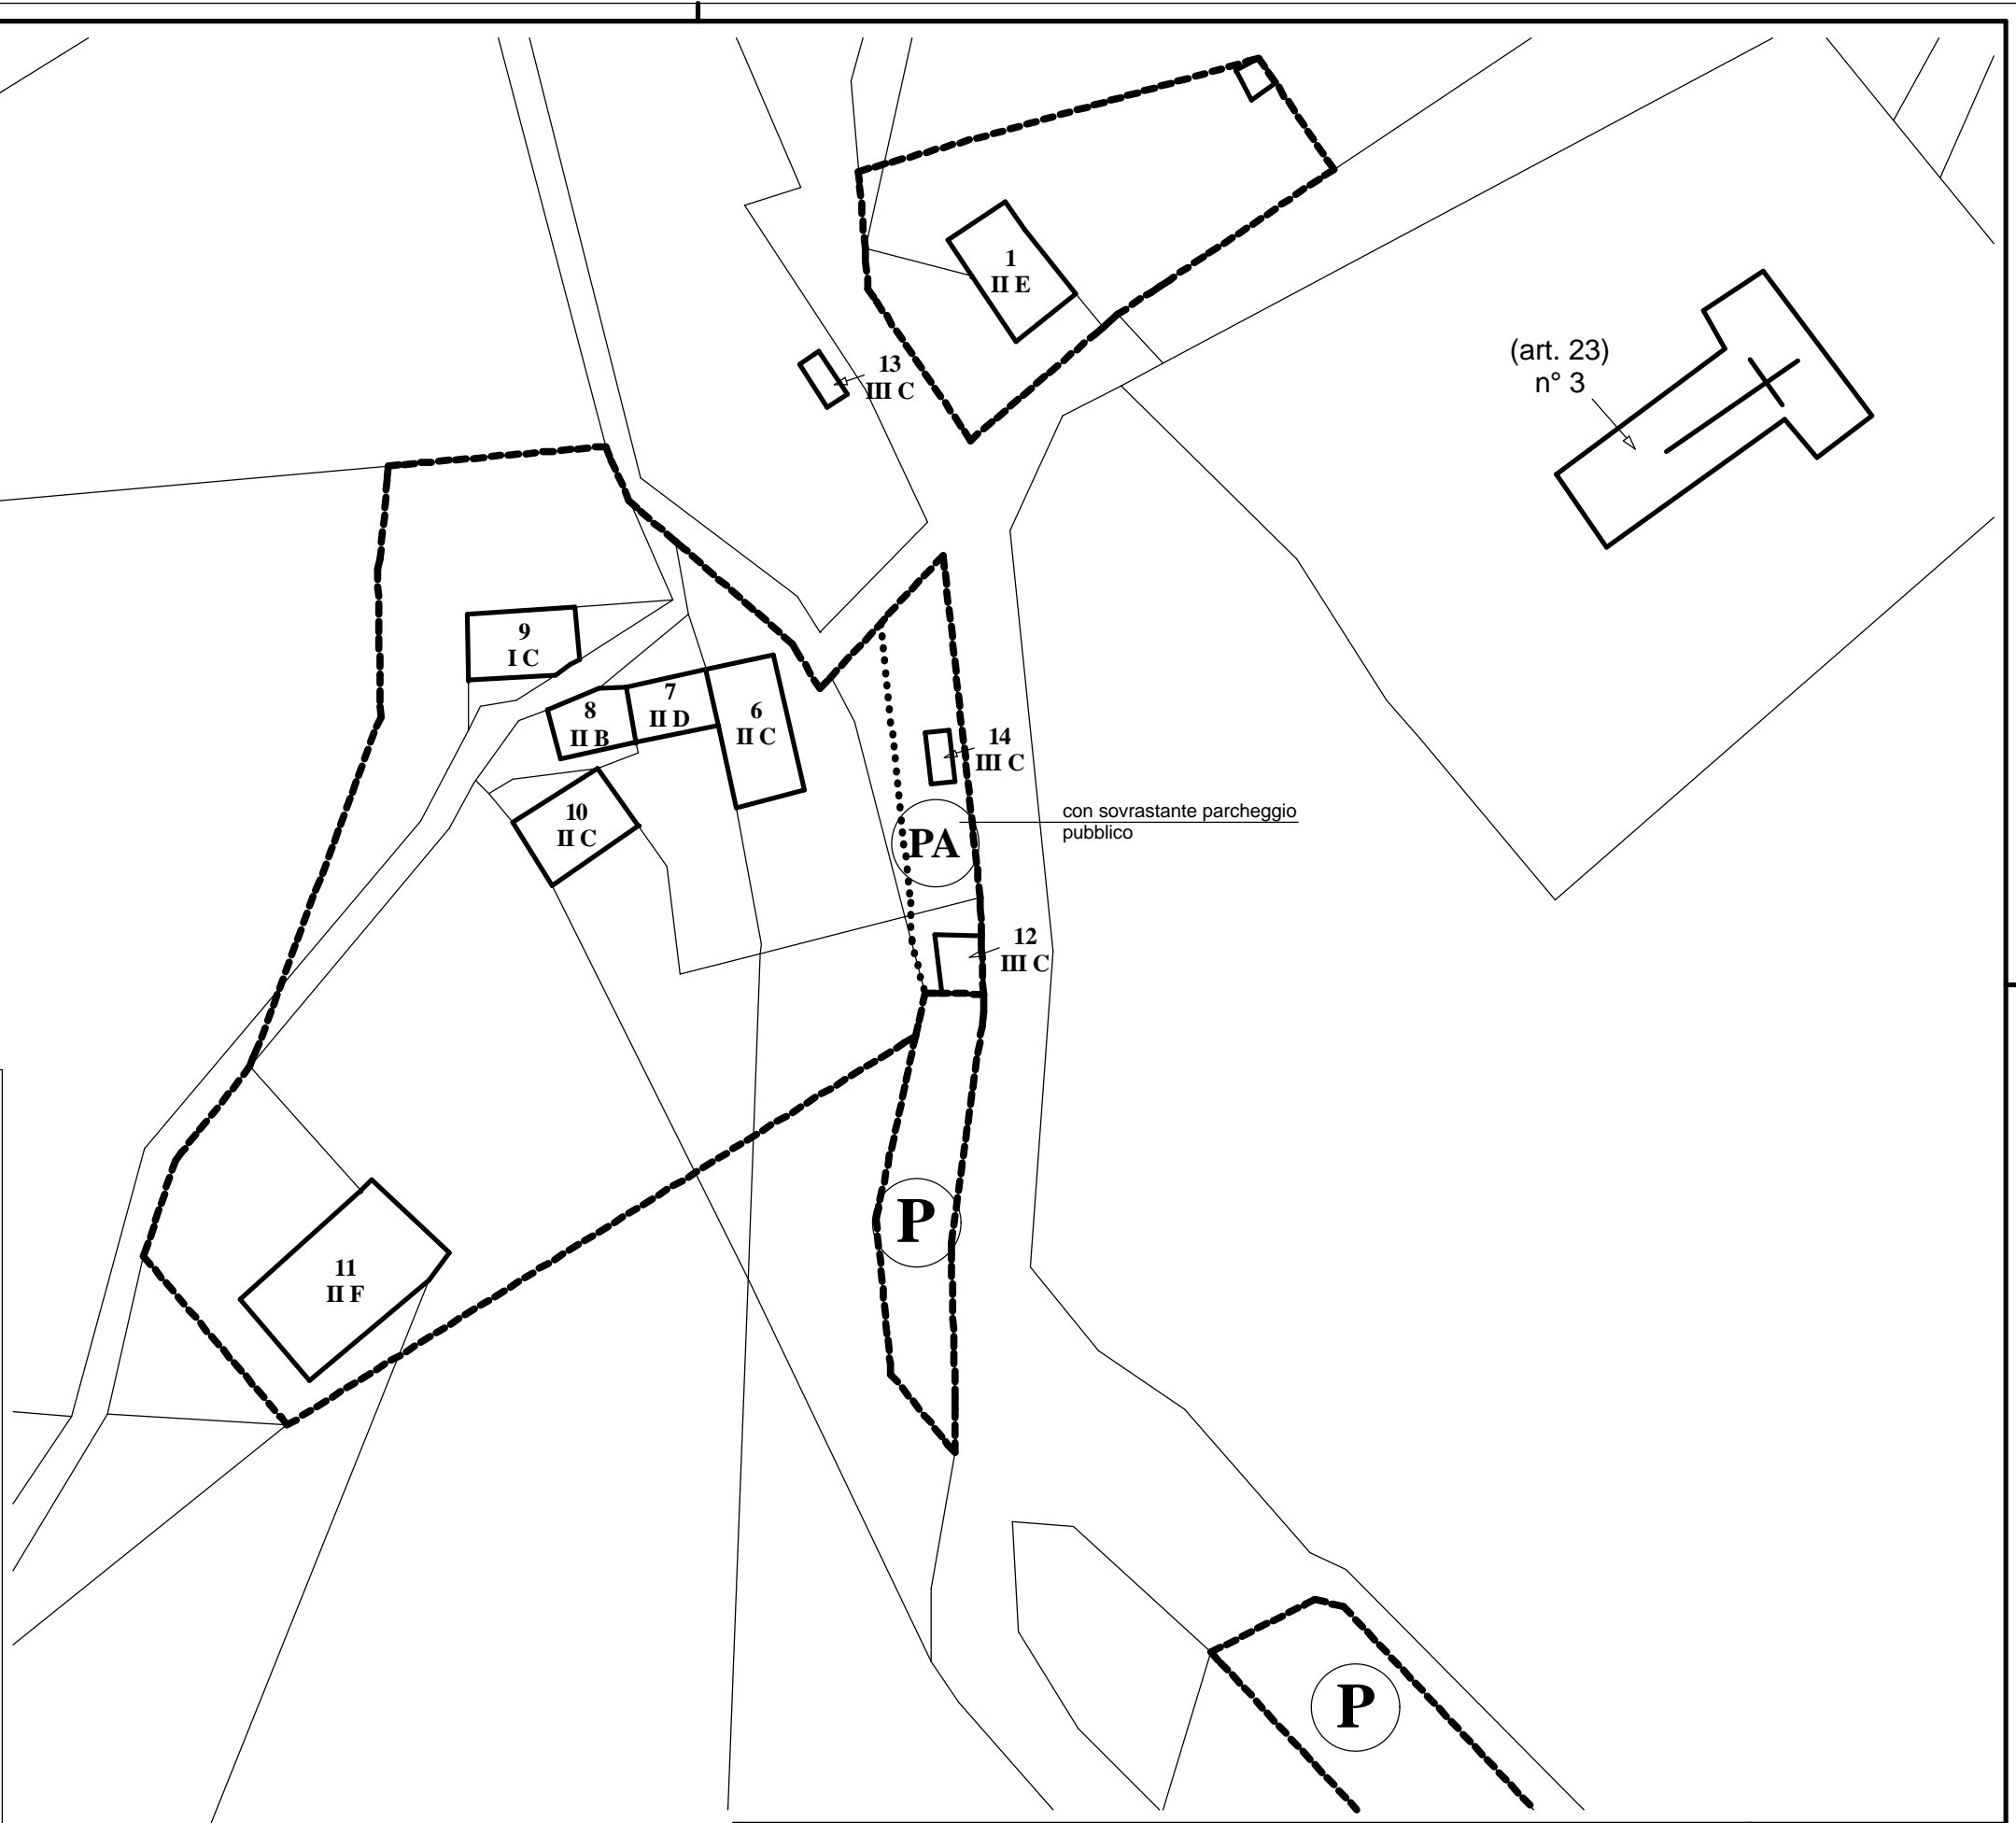 1
II E
(art. 23)
n° 3
13
III C
9
I C
7
II D
8
II B
6
II C
14
III C
10
II C
con sovrastante parcheggio
pubblico
PA
12
III C
P
11
II F
P